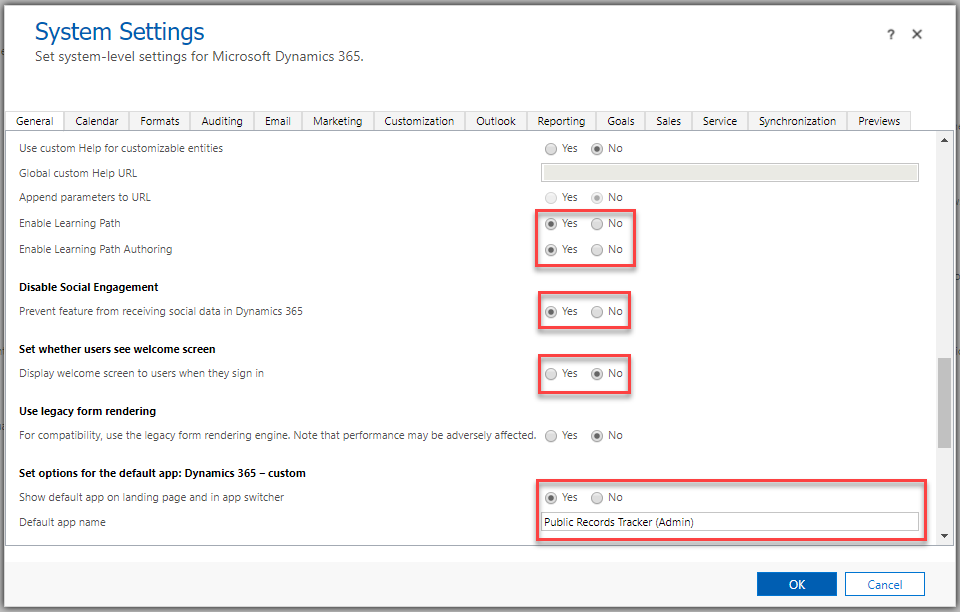 System Settings
? ✕
Set system-level settings for Microsoft Dynamics 365.
General Calendar Formats Auditing Email Marketing Customization Outlook Reporting Goals Sales Service Synchronization Previews
Use custom Help for customizable entities Yes No
Global custom Help URL
Append parameters to URL Yes No
Enable Learning Path Yes No
Enable Learning Path Authoring Yes No
Disable Social Engagement
Prevent feature from receiving social data in Dynamics 365 Yes No
Set whether users see welcome screen
Display welcome screen to users when they sign in Yes No
Use legacy form rendering
For compatibility, use the legacy form rendering engine. Note that performance may be adversely affected. Yes No
Set options for the default app: Dynamics 365 – custom
Show default app on landing page and in app switcher Yes No
Default app name Public Records Tracker (Admin)
OK Cancel